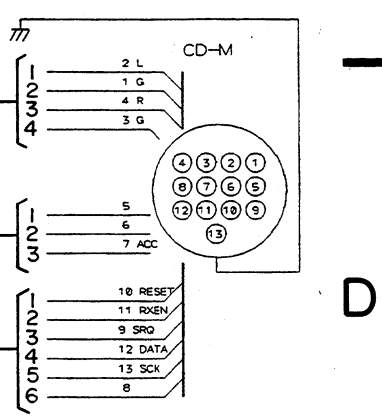 CD-M
1 2 L
2 1 G
3 4 R
4 3 G
4 3 2 1
8 7 6 5
12 11 10 9
13
1 5
2 6
3 7 ACC
1 10 RESET
2 11 RXEN
3 9 SRQ
4 12 DATA
5 13 SCK
6 8
D